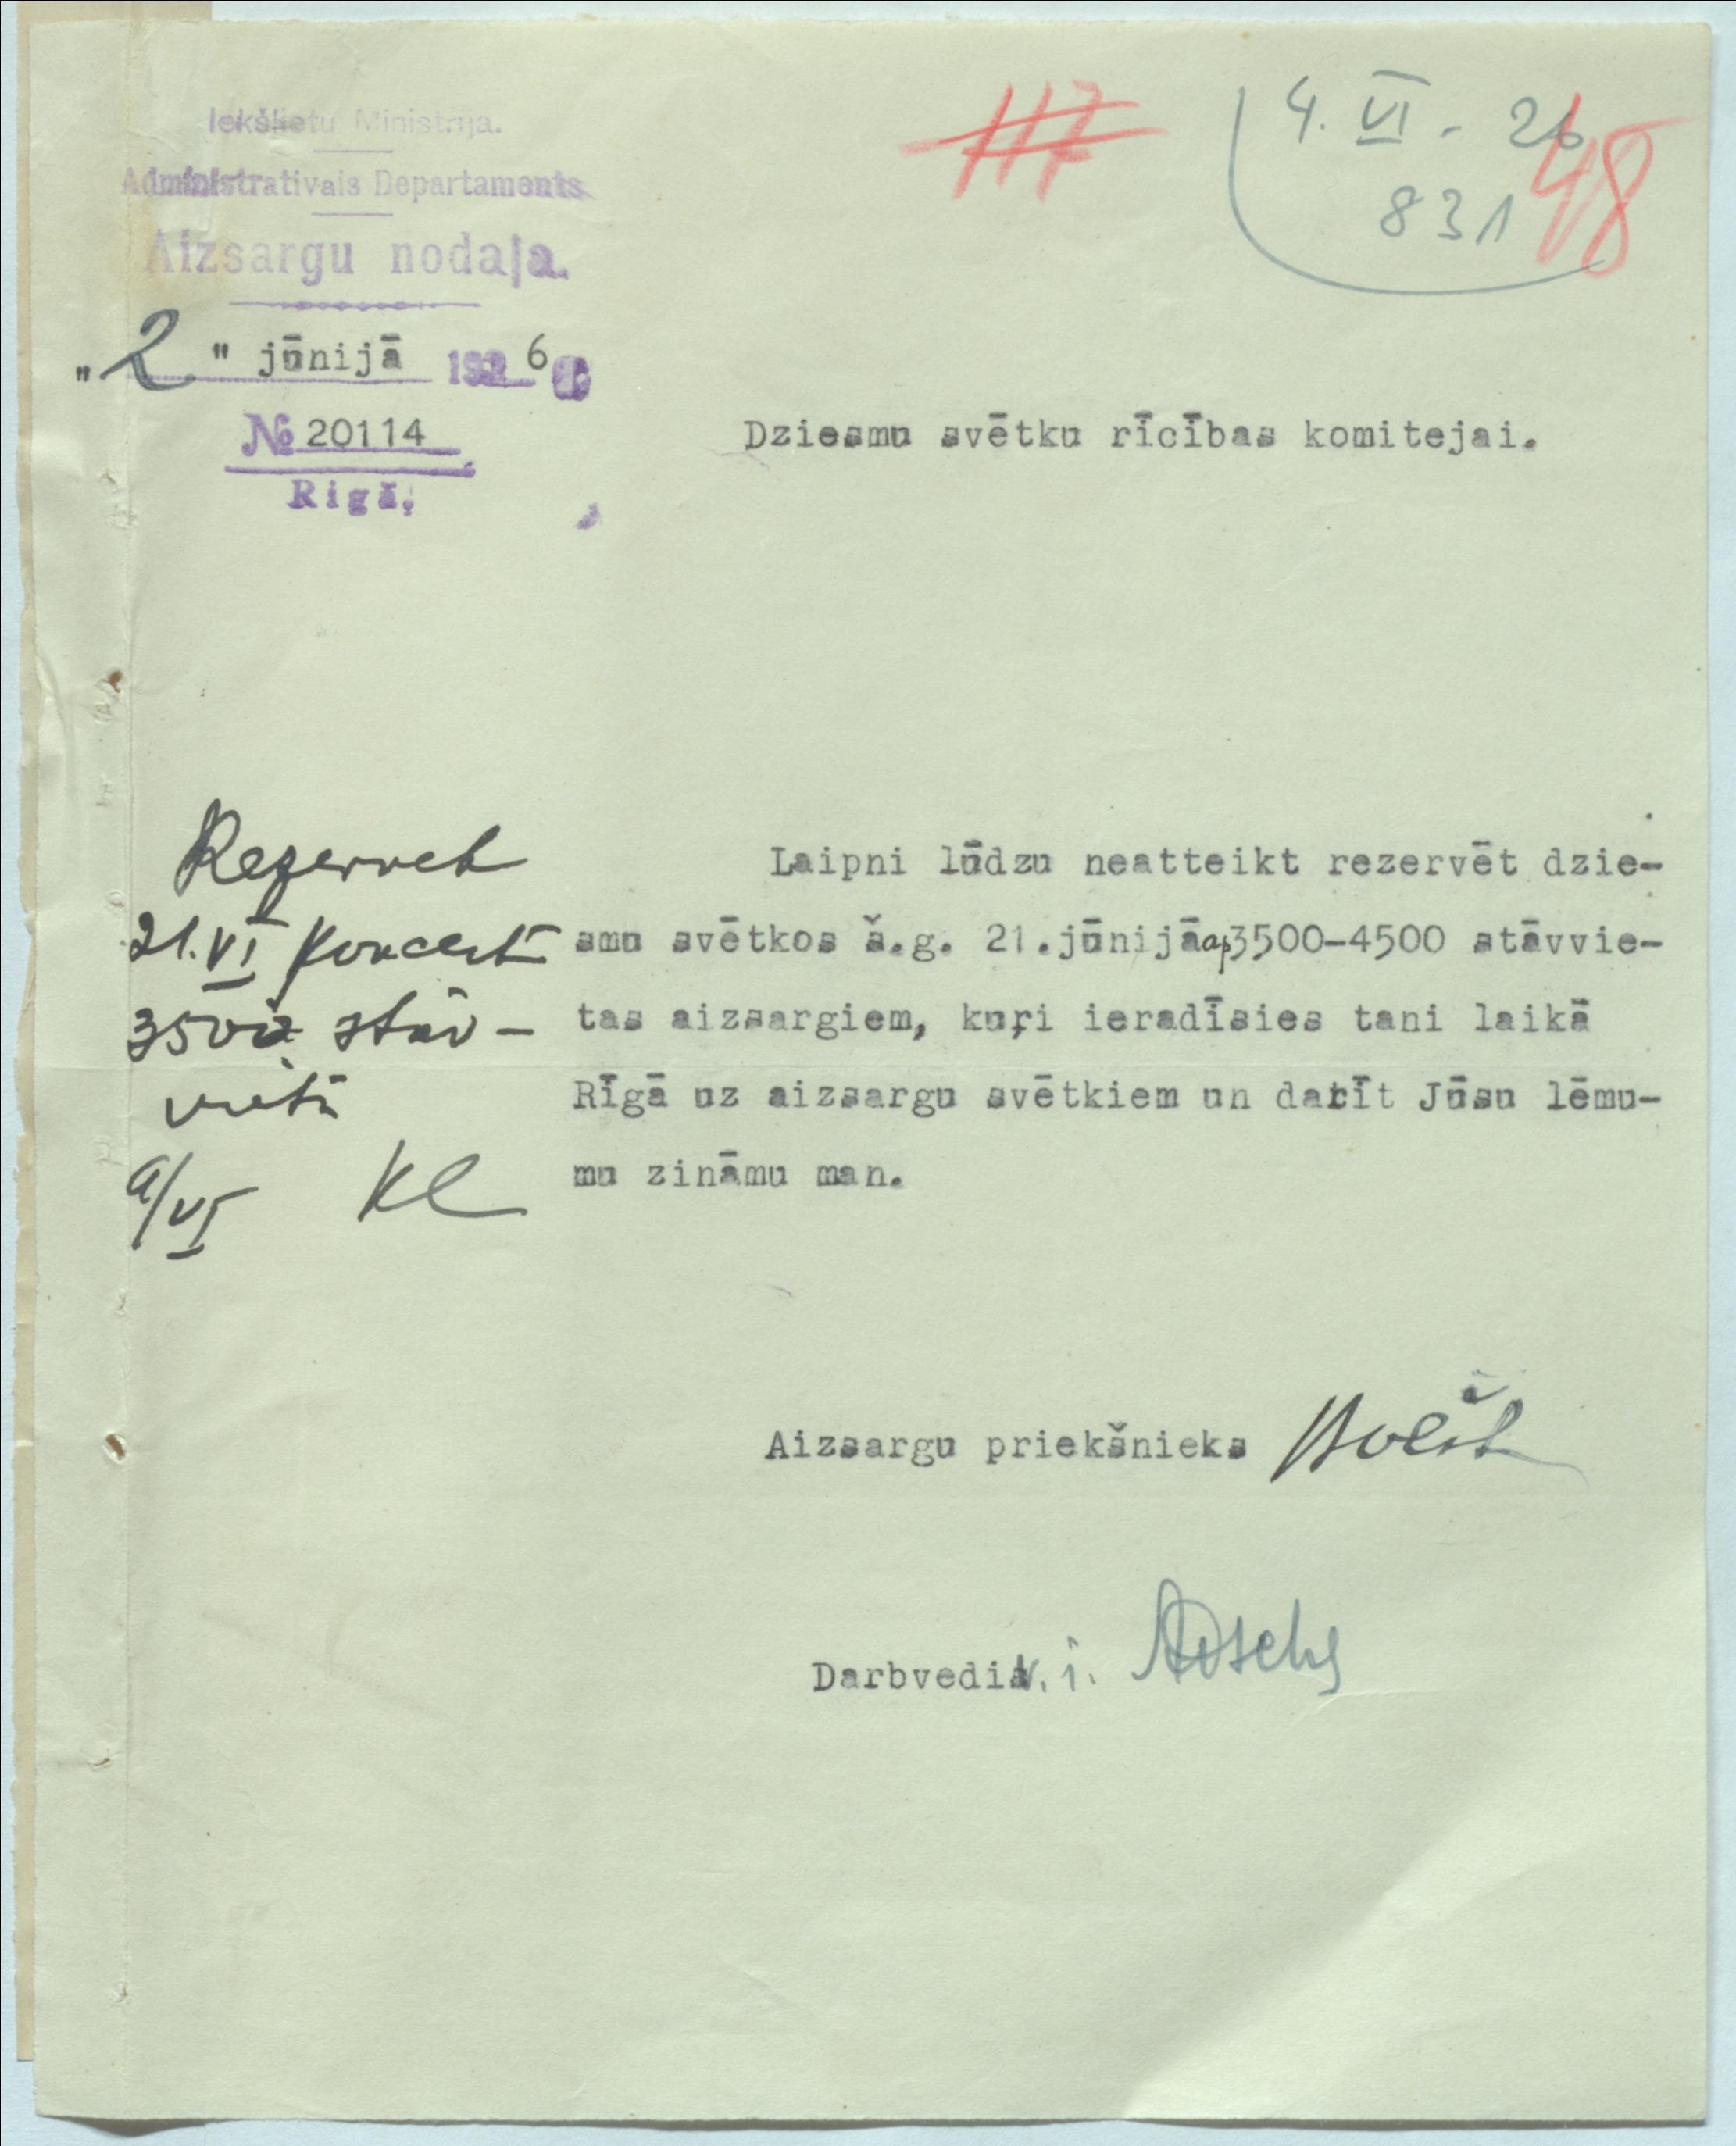 Iekšlietu Ministrija.
Administrativais Departaments
Aizsargu nodaļa.
"2" jūnijā 1926 g.
№ 20114
Rigā,
117
4. VI - 26
831
48
Dziesmu svētku rīcības komitejai.
Rezervet
21.VI koncertā
3500 stāv-
vietu
VI Kl
Laipni lūdzu neatteikt rezervēt dzie-
smu svētkos š.g. 21.jūnijā ap 3500-4500 stāvvie-
tas aizsargiem, kuŗi ieradīsies tani laikā
Rīgā uz aizsargu svētkiem un darīt Jūsu lēmu-
mu zināmu man.
Aizsargu priekšnieks
Darbvedis v.i.